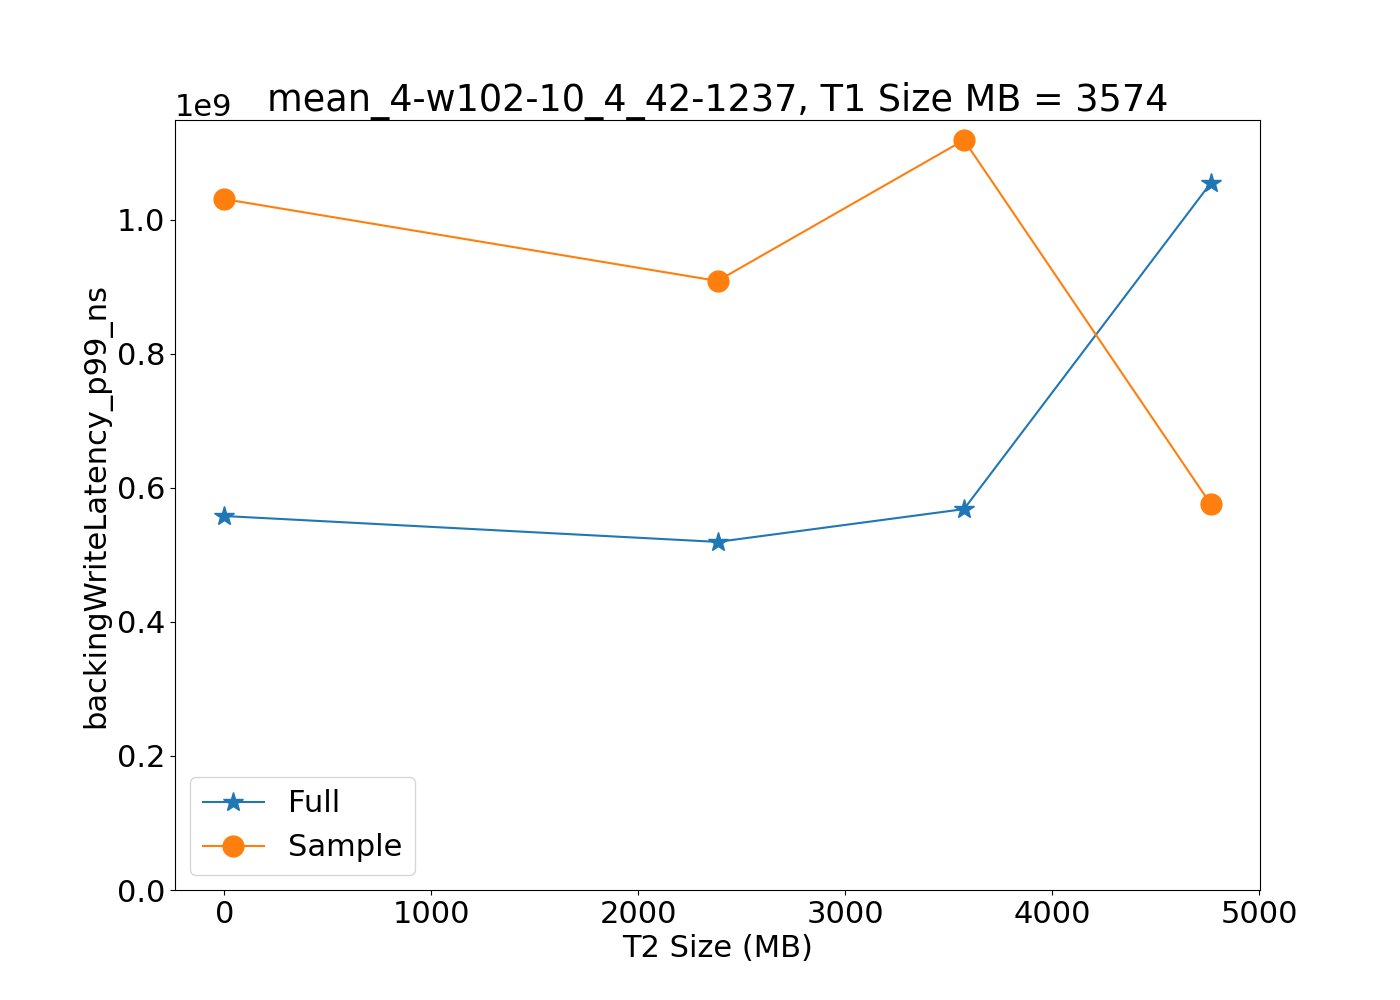 1e9
mean_4-w102-10_4_42-1237, T1 Size MB = 3574
backingWriteLatency_p99_ns
1.0
0.8
0.6
0.4
0.2
0.0
Full
Sample
0 1000 2000 3000 4000 5000
T2 Size (MB)